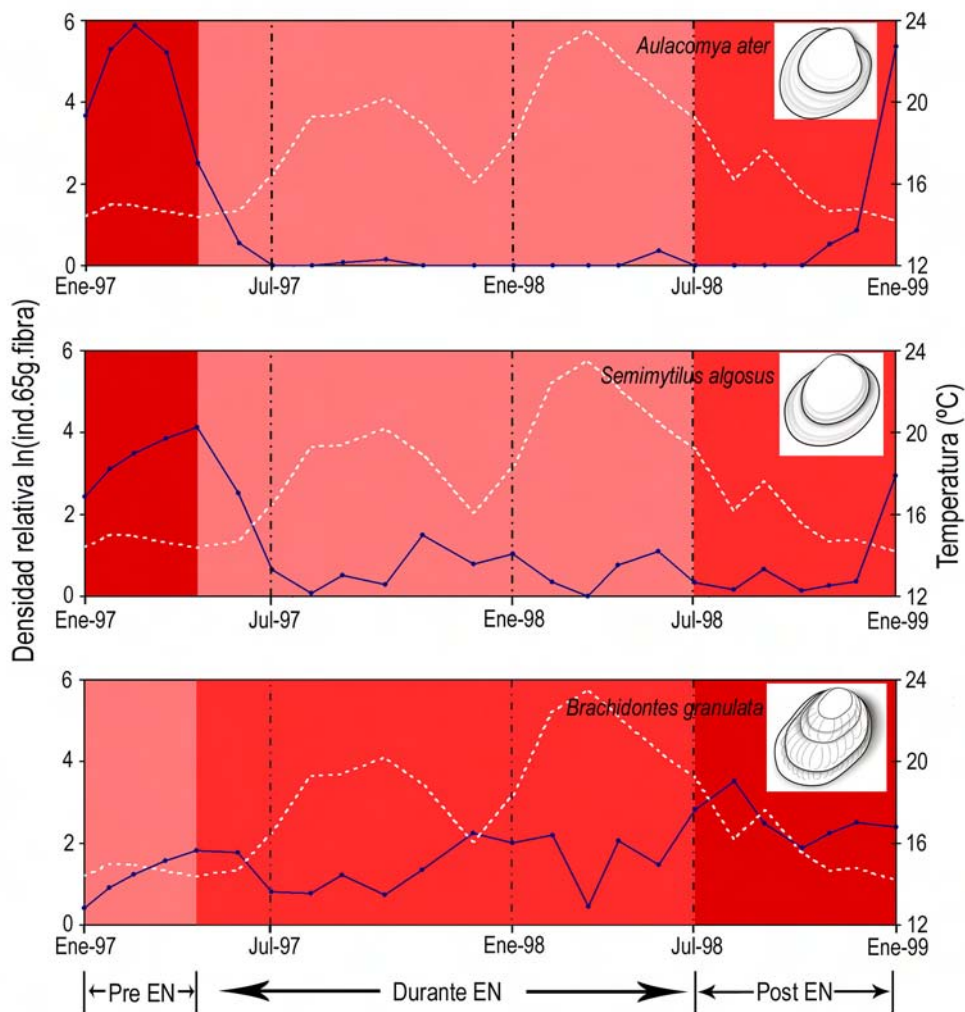 Densidad relativa ln(ind.65g.fibra)
Temperatura (ºC)
6
4
2
0
24
20
16
12
Aulacomya ater
Ene-97
Jul-97
Ene-98
Jul-98
Ene-99
6
4
2
0
24
20
16
12
Semimytilus algosus
Ene-97
Jul-97
Ene-98
Jul-98
Ene-99
6
4
2
0
24
20
16
12
Brachidontes granulata
Ene-97
Jul-97
Ene-98
Jul-98
Ene-99
Pre EN
Durante EN
Post EN